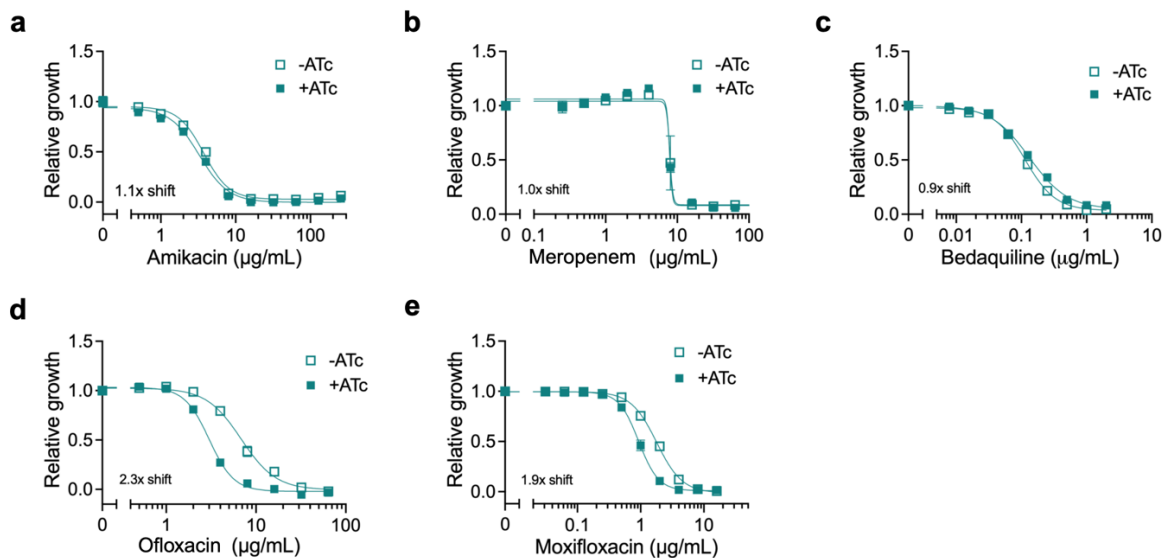 a
1.5
1.0
0.5
0.0
Relative growth
-ATc
+ATc
1.1x shift
0
1
10
100
Amikacin (µg/mL)
b
1.5
1.0
0.5
0.0
Relative growth
-ATc
+ATc
1.0x shift
0
0.1
1
10
100
Meropenem (µg/mL)
c
1.5
1.0
0.5
0.0
Relative growth
-ATc
+ATc
0.9x shift
0
0.01
0.1
1
10
Bedaquiline (µg/mL)
d
1.5
1.0
0.5
0.0
Relative growth
-ATc
+ATc
2.3x shift
0
1
10
100
Ofloxacin (µg/mL)
e
1.5
1.0
0.5
0.0
Relative growth
-ATc
+ATc
1.9x shift
0
0.1
1
10
Moxifloxacin (µg/mL)